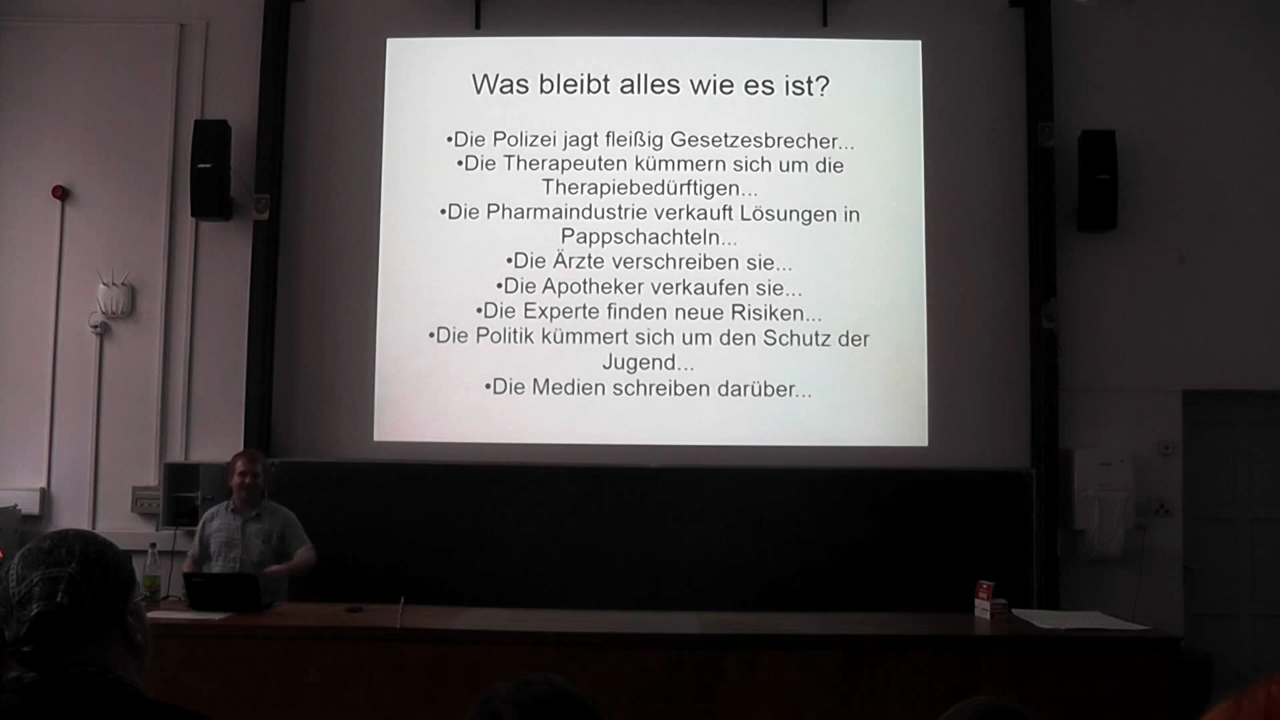 Was bleibt alles wie es ist?
•Die Polizei jagt fleißig Gesetzesbrecher...
•Die Therapeuten kümmern sich um die
Therapiebedürftigen...
•Die Pharmaindustrie verkauft Lösungen in
Pappschachteln...
•Die Ärzte verschreiben sie...
•Die Apotheker verkaufen sie...
•Die Experte finden neue Risiken...
•Die Politik kümmert sich um den Schutz der
Jugend...
•Die Medien schreiben darüber...